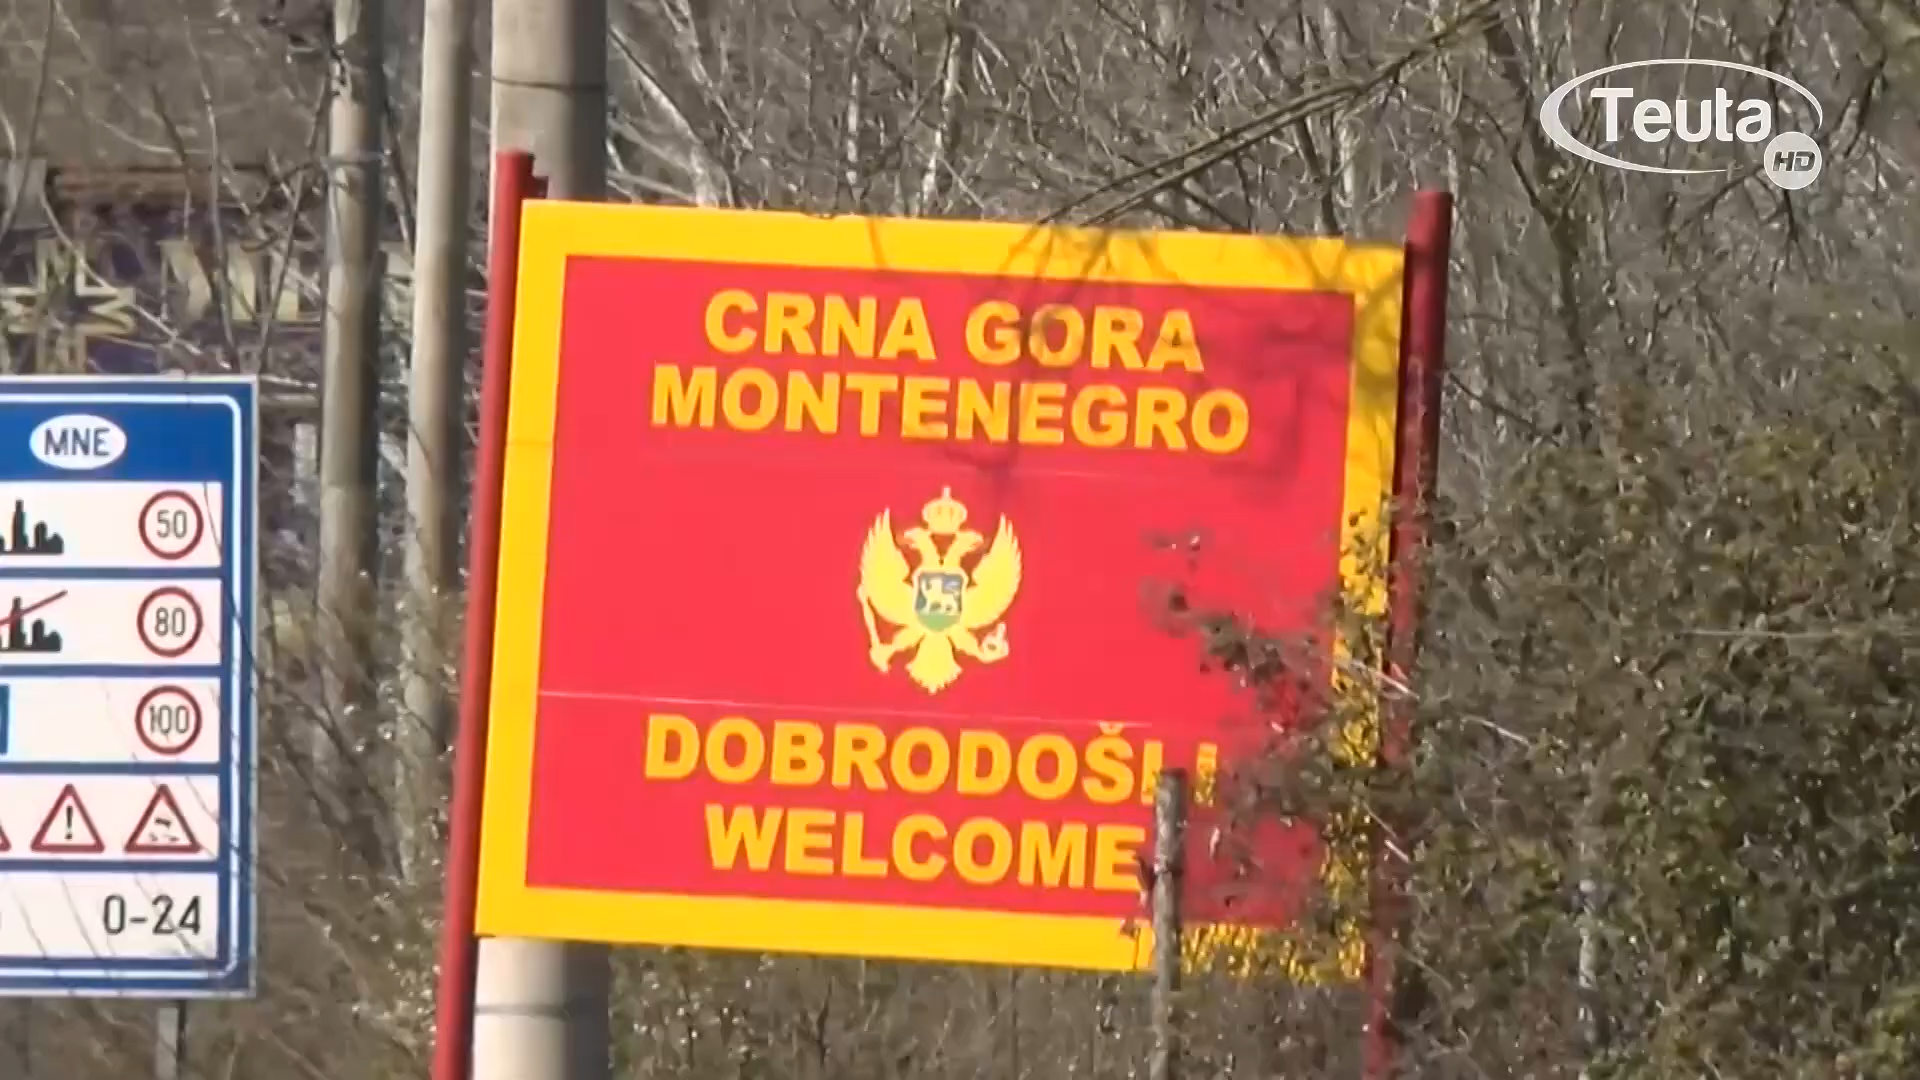 Teuta
HD
CRNA GORA
MONTENEGRO
DOBRODOŠLI
WELCOME
MNE
50
80
100
0-24